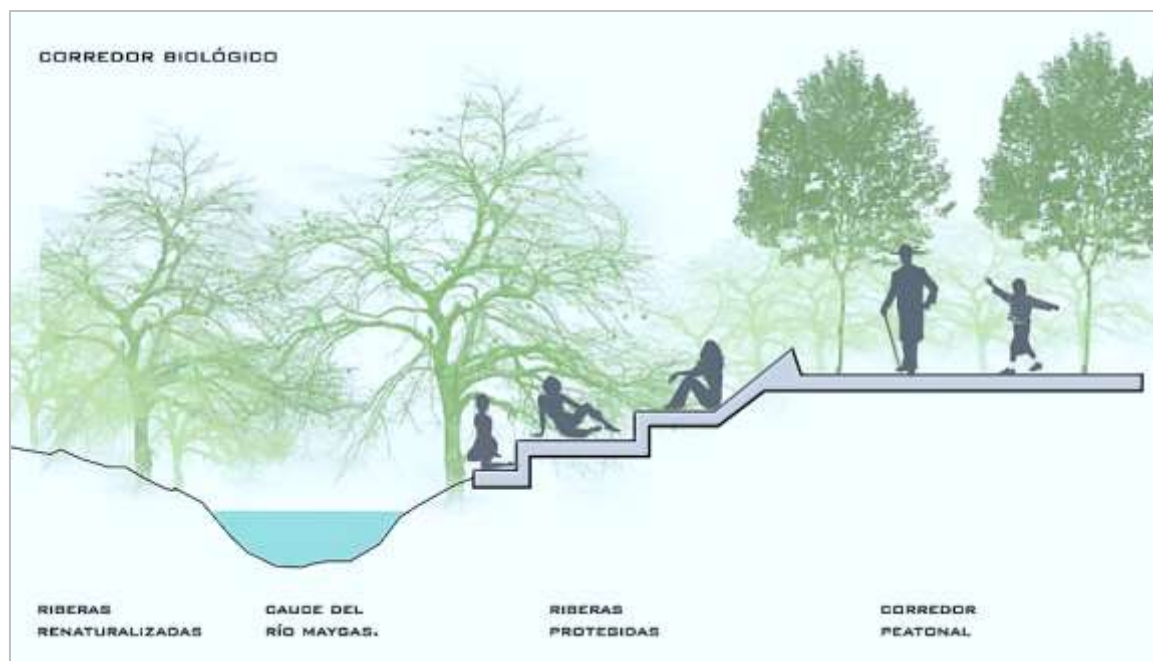 CORREDOR BIOLÓGICO
RIBERAS
RENATURALIZADAS
CAUCE DEL
RÍO MAYGAS.
RIBERAS
PROTEGIDAS
CORREDOR
PEATONAL